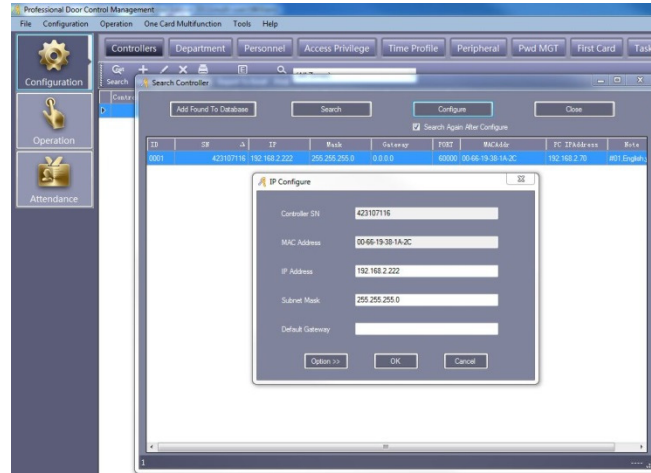 Professional Door Control Management
File Configuration Operation One Card Multifunction Tools Help
Configuration
Operation
Attendance
Controllers Department Personnel Access Privilege Time Profile Peripheral Pwd MGT First Card Task
Search
Search Controller
Add Found To Database Search Configure Close
Search Again After Configure
ID SN IP Mask Gateway PORT MACAddr PC IPAddress Note
0001 423107116 192.168.2.222 255.255.255.0 0.0.0.0 60000 00-66-19-38-1A-2C 192.168.2.70
IP Configure
Controller SN 423107116
MAC Address 00-66-19-38-1A-2C
IP Address 192.168.2.222
Subnet Mask 255.255.255.0
Default Gateway
Option >> OK Cancel
1